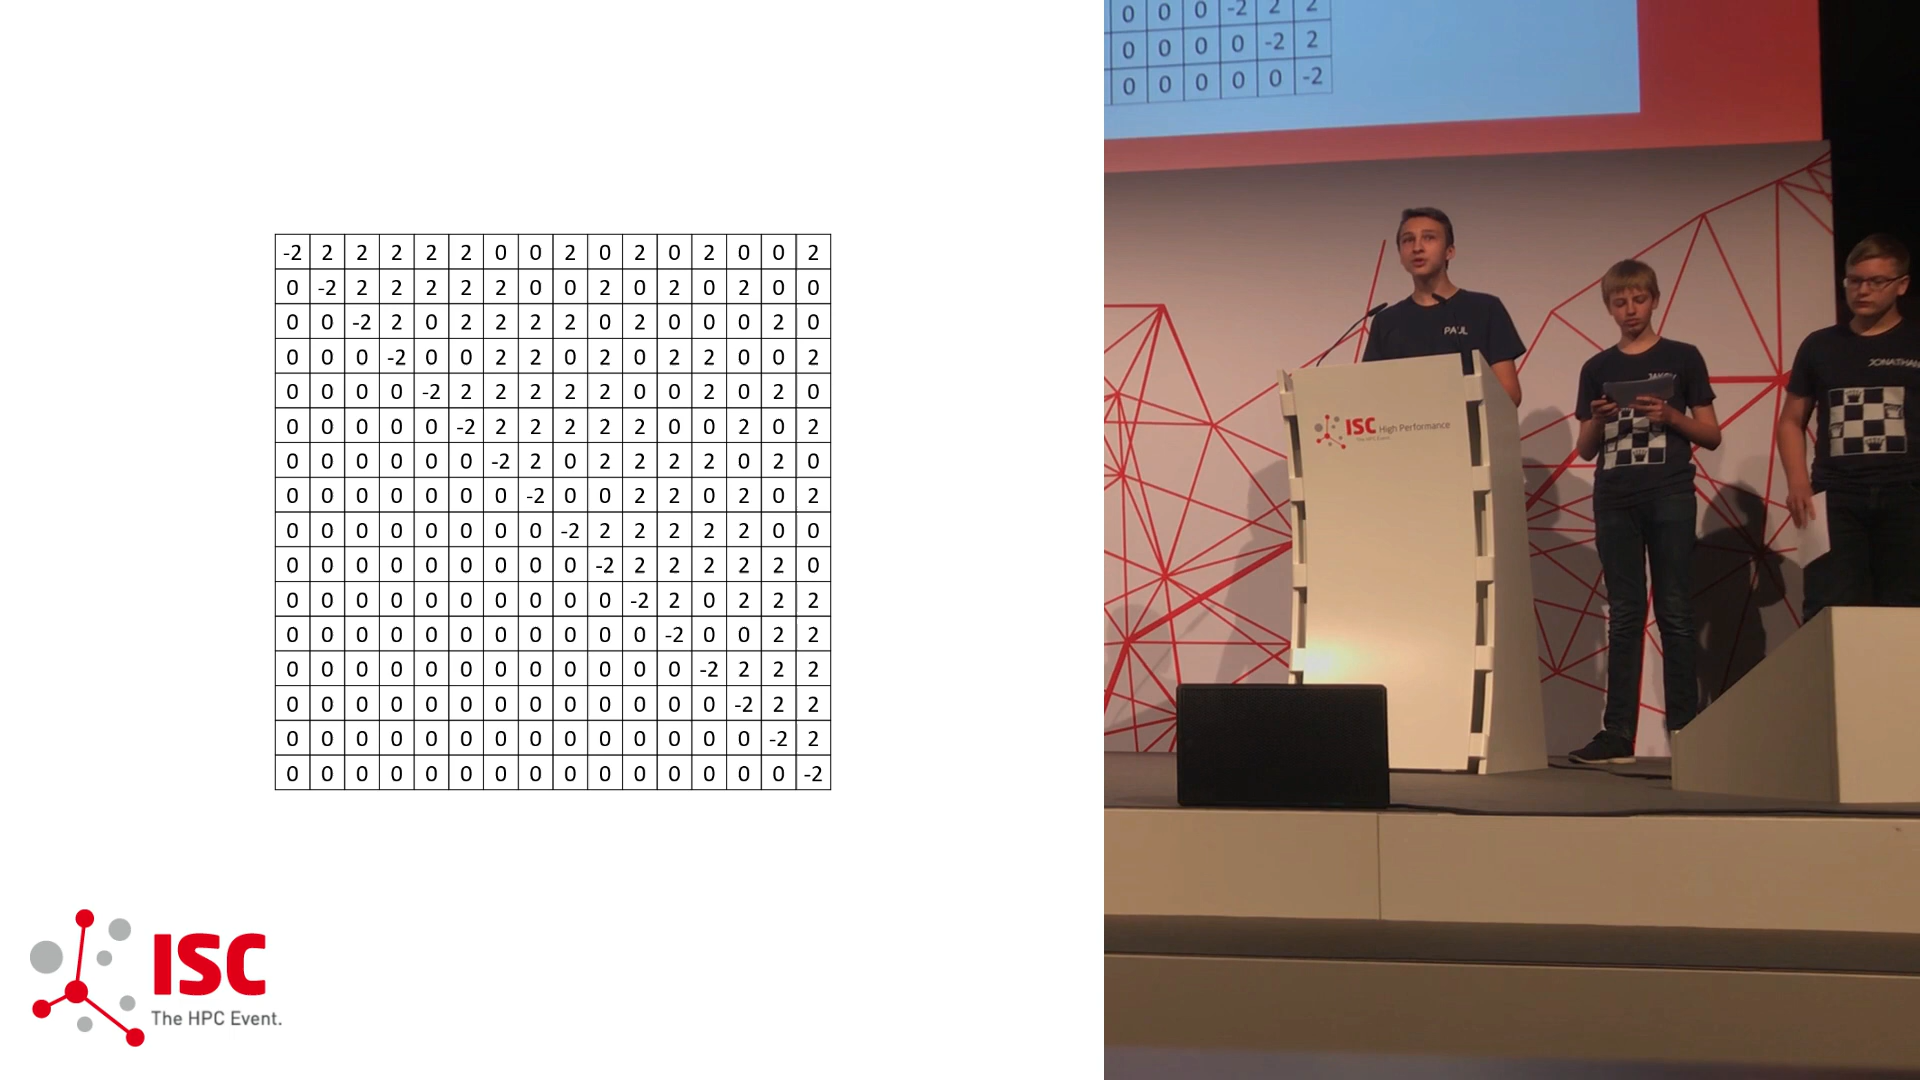 -2 2 2 2 2 2 0 0 2 0 2 0 2 0 0 2
0 -2 2 2 2 2 2 0 0 2 0 2 0 2 0 0
0 0 -2 2 0 2 2 2 2 0 2 0 0 0 2 0
0 0 0 -2 0 0 2 2 0 2 0 2 2 0 0 2
0 0 0 0 -2 2 2 2 2 2 0 0 2 0 2 0
0 0 0 0 0 -2 2 2 2 2 2 0 0 2 0 2
0 0 0 0 0 0 -2 2 0 2 2 2 2 0 2 0
0 0 0 0 0 0 0 -2 0 0 2 2 0 2 0 2
0 0 0 0 0 0 0 0 -2 2 2 2 2 2 0 0
0 0 0 0 0 0 0 0 0 -2 2 2 2 2 2 0
0 0 0 0 0 0 0 0 0 0 -2 2 0 2 2 2
0 0 0 0 0 0 0 0 0 0 0 -2 0 0 2 2
0 0 0 0 0 0 0 0 0 0 0 0 -2 2 2 2
0 0 0 0 0 0 0 0 0 0 0 0 0 -2 2 2
0 0 0 0 0 0 0 0 0 0 0 0 0 0 -2 2
0 0 0 0 0 0 0 0 0 0 0 0 0 0 0 -2
ISC
The HPC Event.
0 0 0 -2 2 2
0 0 0 0 -2 2
0 0 0 0 0 -2
PAUL
JONATHAN
ISC High Performance
The HPC Event.